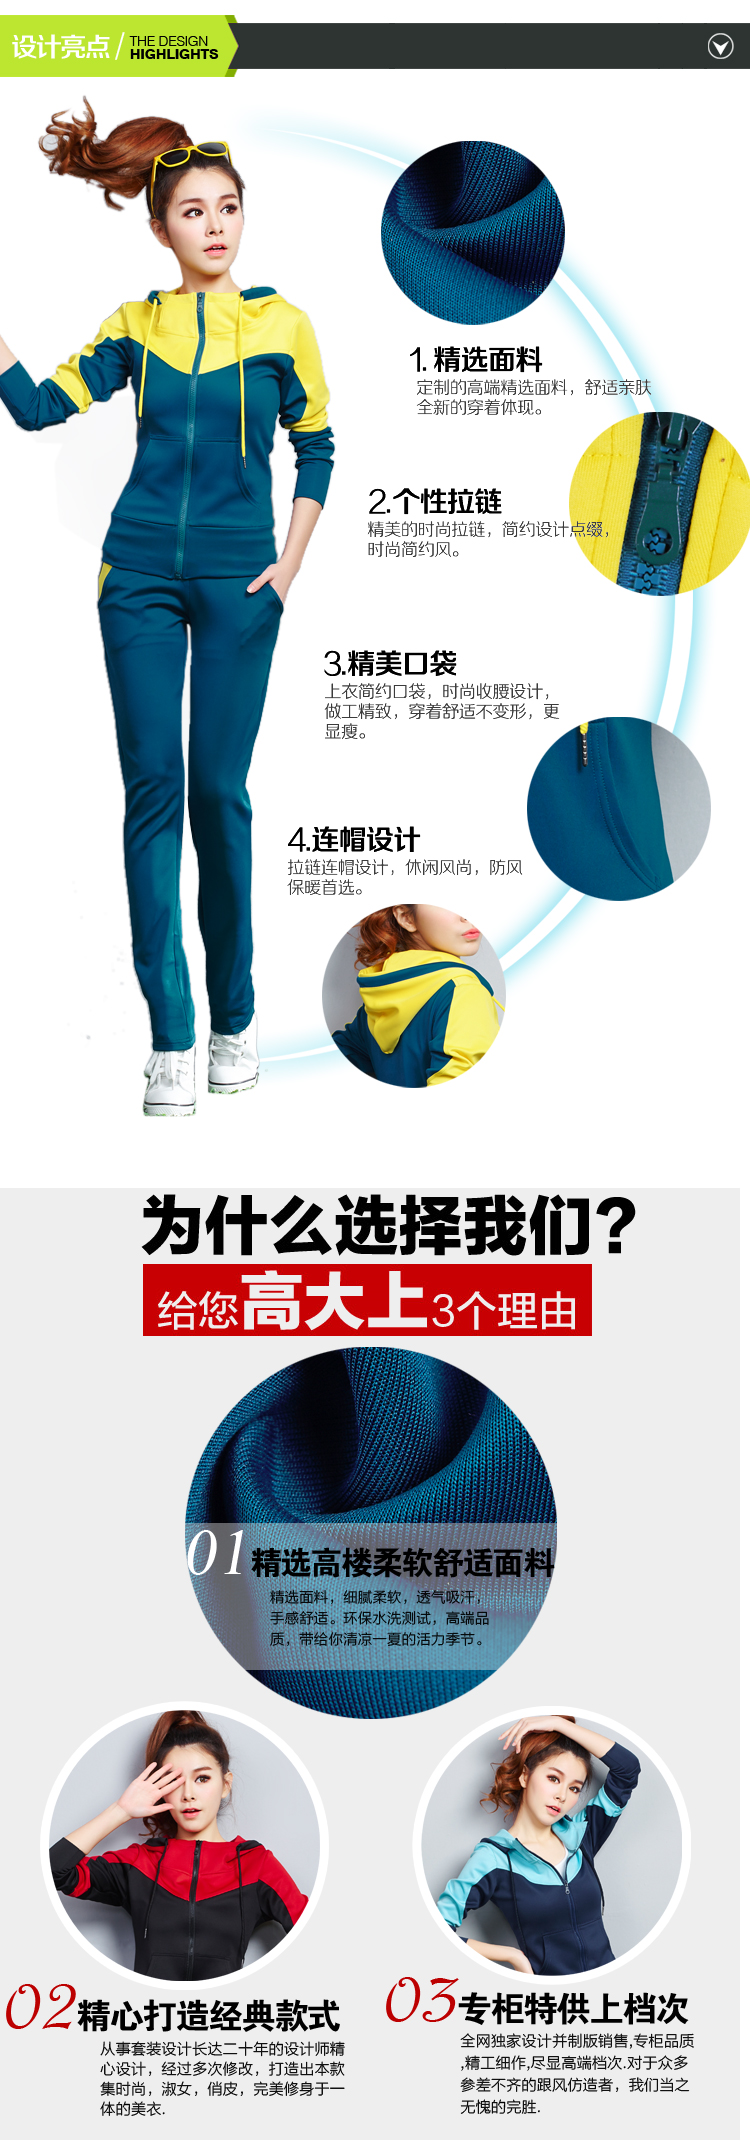 设计亮点 / THE DESIGN
HIGHLIGHTS
1. 精选面料
定制的高端精选面料，舒适亲肤
全新的穿着体现。
2.个性拉链
精美的时尚拉链，简约设计点缀，
时尚简约风。
3.精美口袋
上衣简约口袋，时尚收腰设计，
做工精致，穿着舒适不变形，更
显瘦。
4.连帽设计
拉链连帽设计，休闲风尚，防风
保暖首选。
为什么选择我们?
给您高大上3个理由
01 精选高楼柔软舒适面料
精选面料，细腻柔软，透气吸汗，
手感舒适。环保水洗测试，高端品
质，带给你清凉一夏的活力季节。
02精心打造经典款式
从事套装设计长达二十年的设计师精
心设计，经过多次修改，打造出本款
集时尚，淑女，俏皮，完美修身于一
体的美衣.
03专柜特供上档次
全网独家设计并制版销售,专柜品质
,精工细作,尽显高端档次.对于众多
参差不齐的跟风仿造者，我们当之
无愧的完胜.